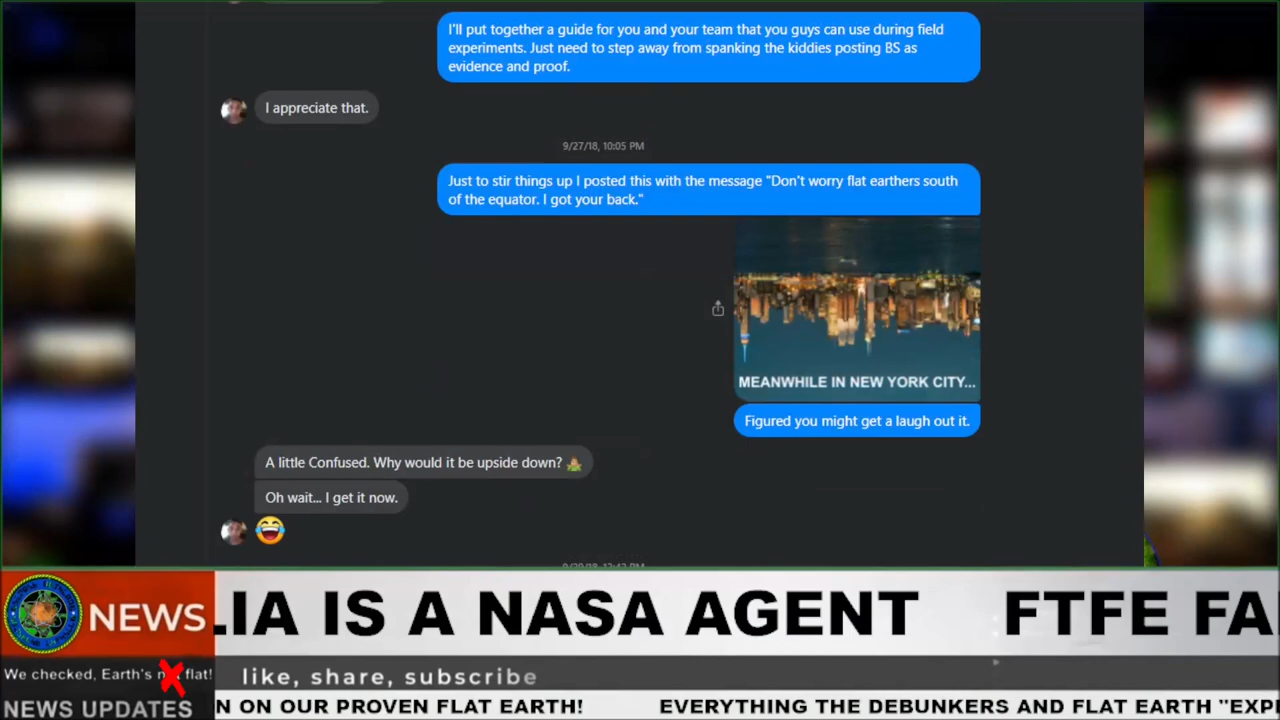 I'll put together a guide for you and your team that you guys can use during field
experiments. Just need to step away from spanking the kiddies posting BS as
evidence and proof.
I appreciate that.
9/27/18, 10:05 PM
Just to stir things up I posted this with the message "Don't worry flat earthers south
of the equator. I got your back."
MEANWHILE IN NEW YORK CITY...
Figured you might get a laugh out it.
A little Confused. Why would it be upside down?
Oh wait... I get it now.
NEWS
LIA IS A NASA AGENT FTFE FA
We checked, Earth's flat!
like, share, subscribe
NEWS UPDATES
N ON OUR PROVEN FLAT EARTH! EVERYTHING THE DEBUNKERS AND FLAT EARTH "EXP